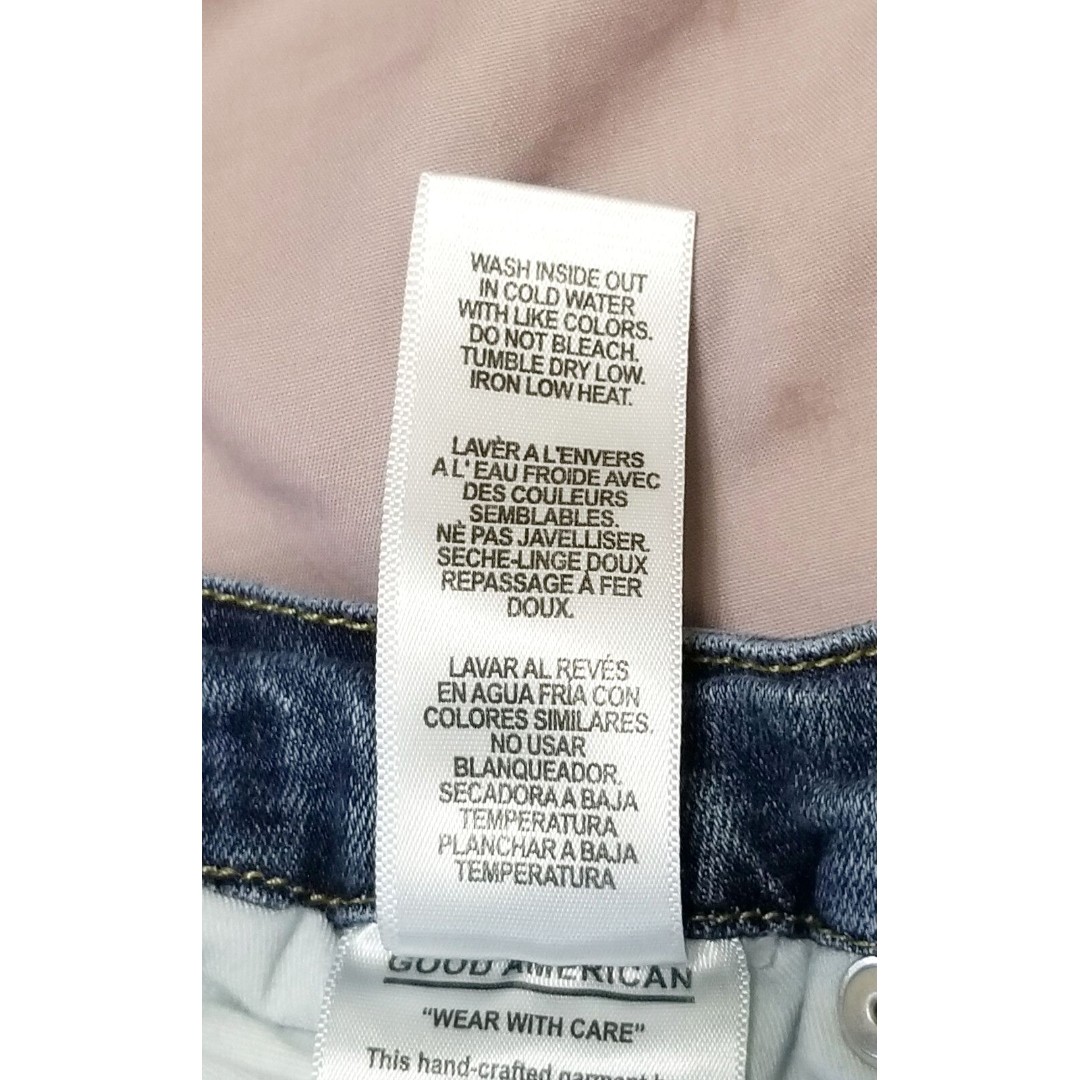 WASH INSIDE OUT
IN COLD WATER
WITH LIKE COLORS.
DO NOT BLEACH.
TUMBLE DRY LOW.
IRON LOW HEAT.
LAVÈR A L'ENVERS
A L' EAU FROIDE AVEC
DES COULEURS
SEMBLABLES.
NÈ PAS JAVELLISER.
SECHE-LINGE DOUX
REPASSAGE À FER
DOUX.
LAVAR AL REVÉS
EN AGUA FRÍA CON
COLORES SIMILARES.
NO USAR
BLANQUEADOR.
SECADORA A BAJA
TEMPERATURA
PLANCHAR A BAJA
TEMPERATURA
GOOD AMERICAN
"WEAR WITH CARE"
This hand-crafted garment